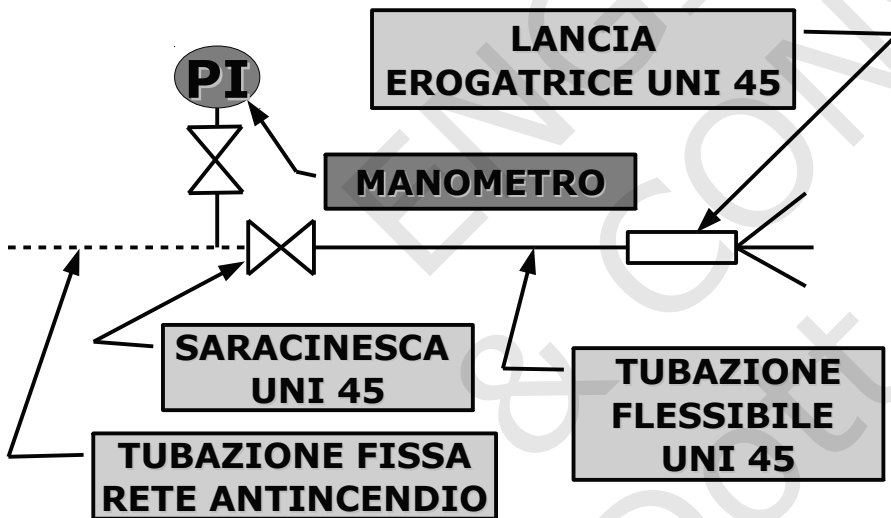 LANCIA
EROGATRICE UNI 45
PI
MANOMETRO
SARACINESCA
UNI 45
TUBAZIONE
FLESSIBILE
UNI 45
TUBAZIONE FISSA
RETE ANTINCENDIO